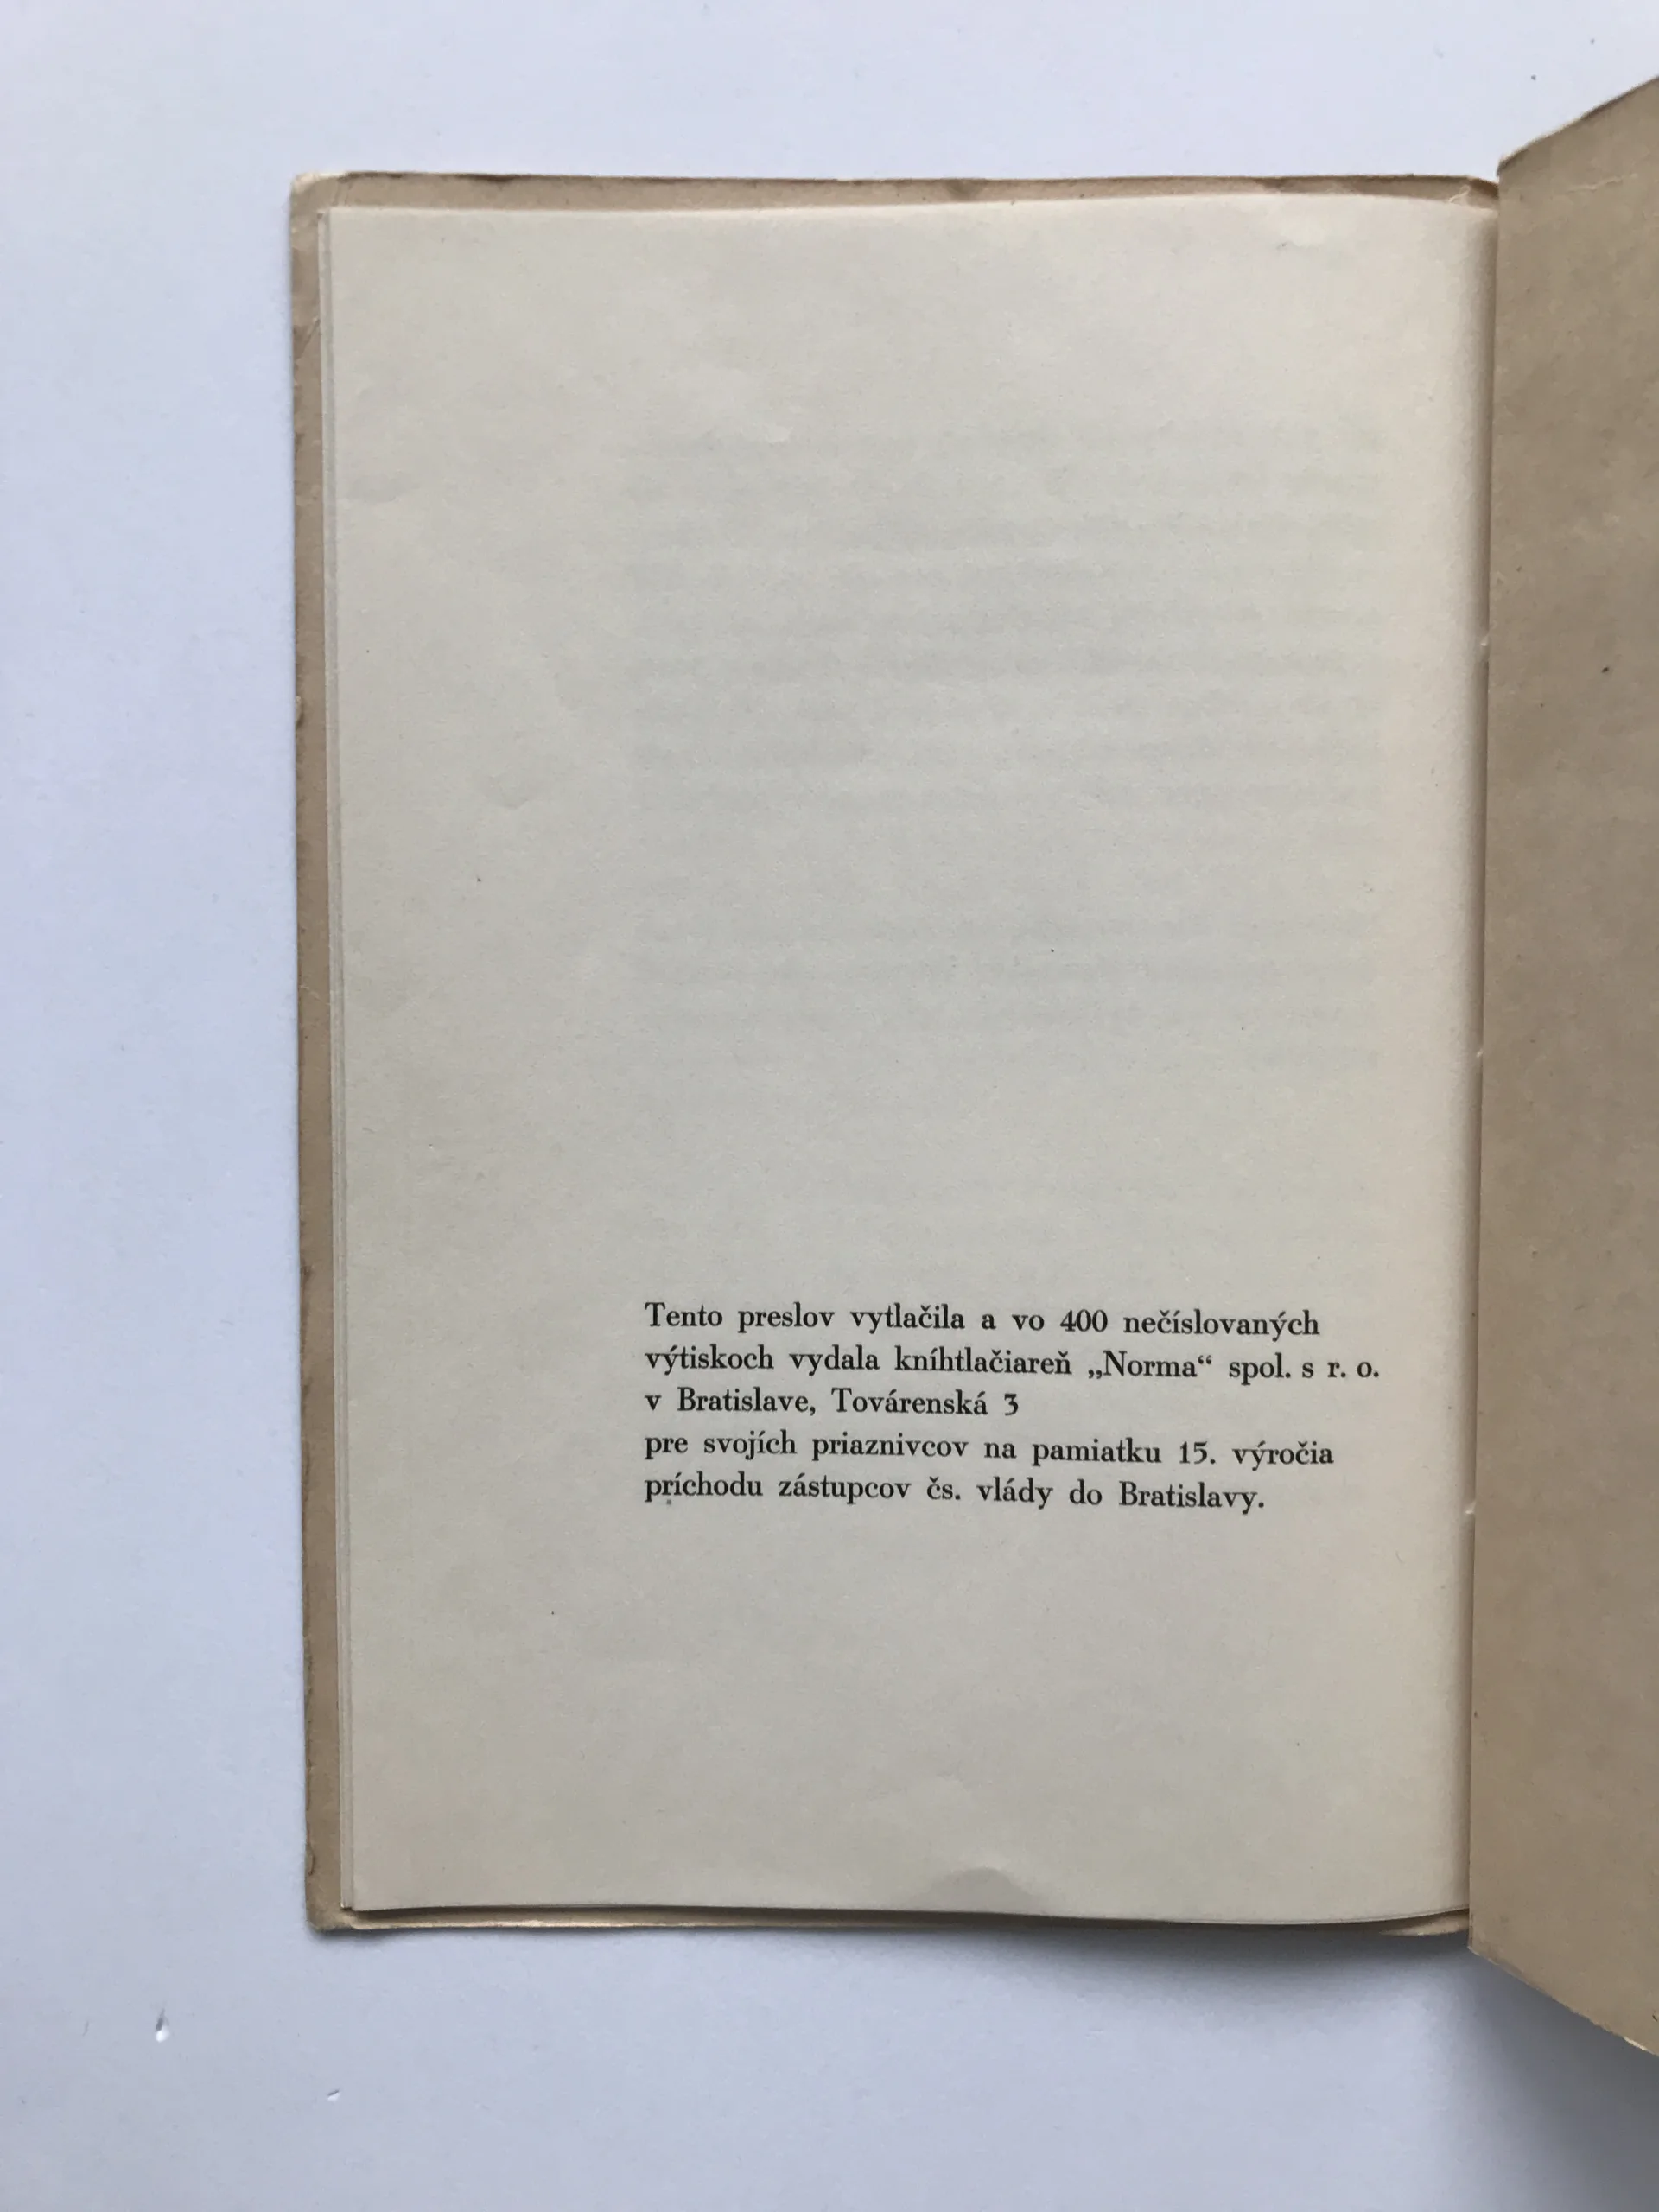 Tento preslov vytlačila a vo 400 nečíslovaných
výtiskoch vydala kníhtlačiareň „Norma“ spol. s r. o.
v Bratislave, Továrenská 3
pre svojích priaznivcov na pamiatku 15. výročia
príchodu zástupcov čs. vlády do Bratislavy.